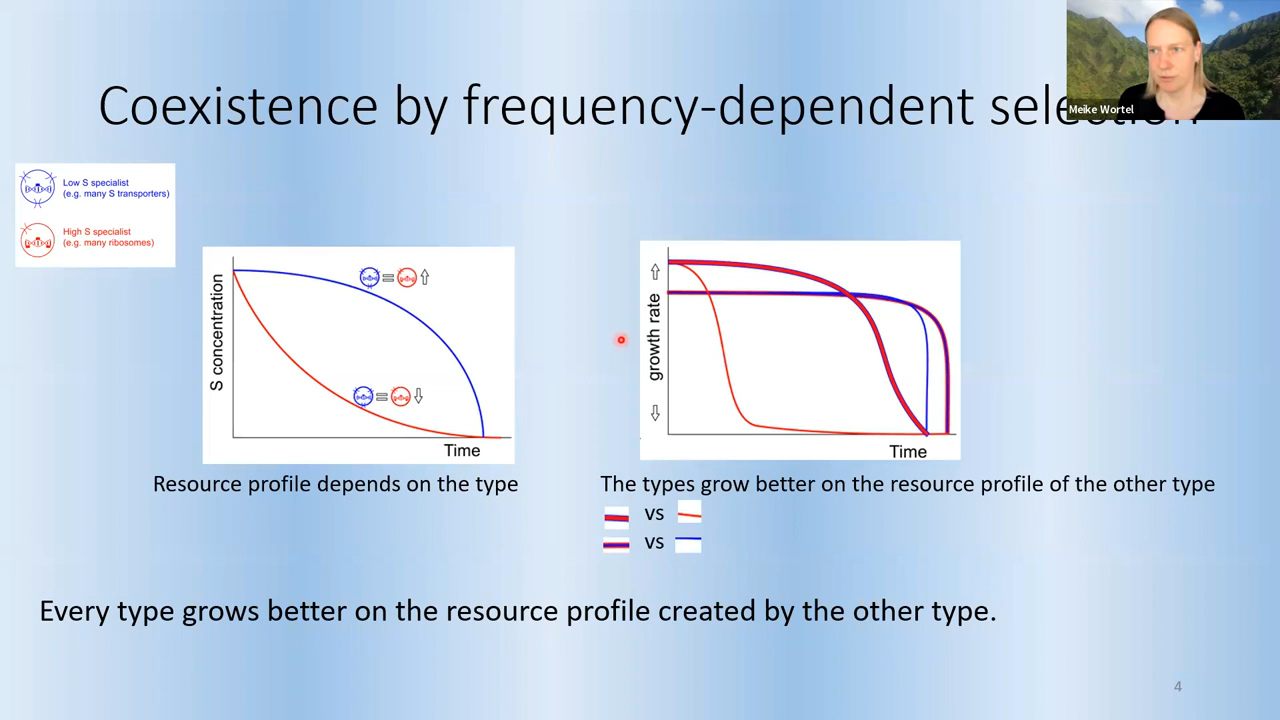 Coexistence by frequency-dependent selection
Meike Wortel
Low S specialist
(e.g. many S transporters)
High S specialist
(e.g. many ribosomes)
S concentration
=
=
Time
growth rate
Time
Resource profile depends on the type
The types grow better on the resource profile of the other type
vs
vs
Every type grows better on the resource profile created by the other type.
4